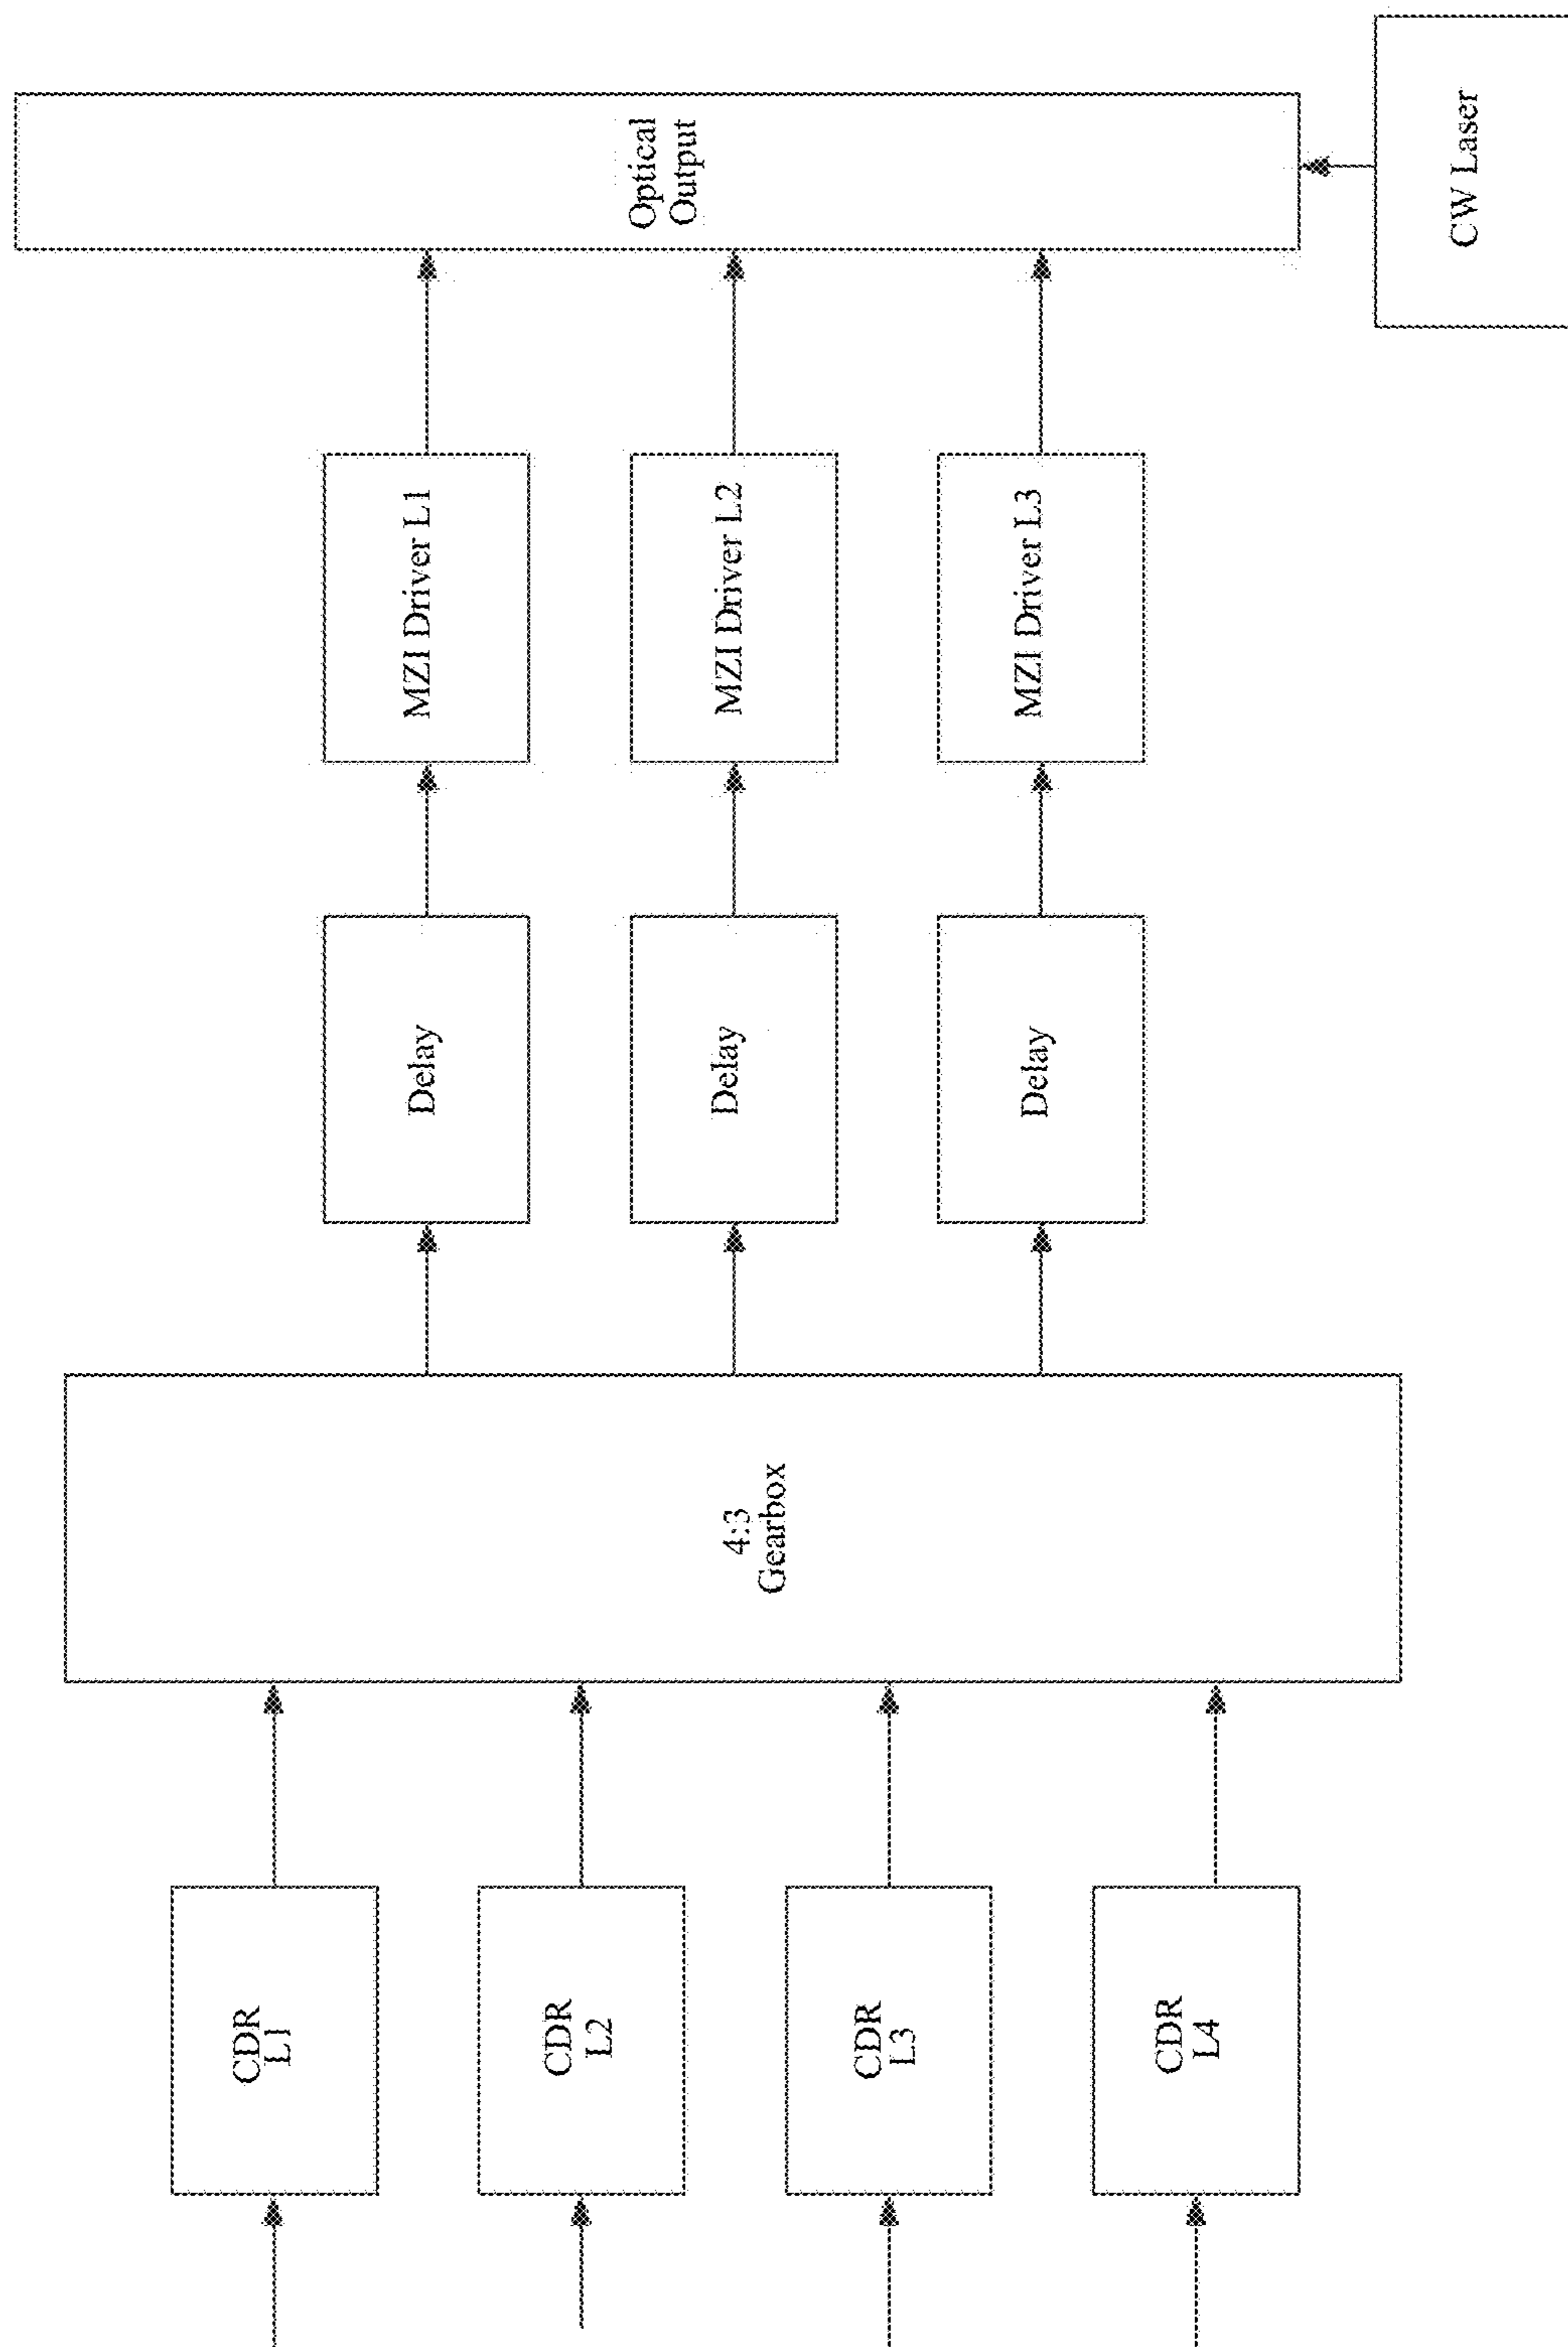 CDR
L1
CDR
L2
CDR
L3
CDR
L4
4:3
Gearbox
Delay
Delay
Delay
MZI Driver L1
MZI Driver L2
MZI Driver L3
Optical
Output
CW Laser